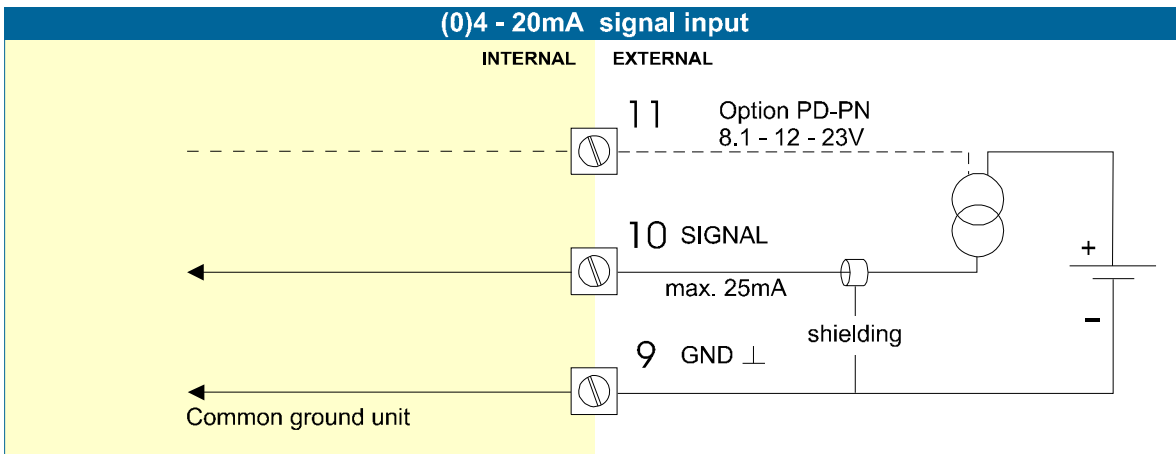 (0)4 - 20mA signal input
INTERNAL EXTERNAL
11 Option PD-PN
8.1 - 12 - 23V
10 SIGNAL
max. 25mA
+
-
shielding
9 GND ⊥
Common ground unit